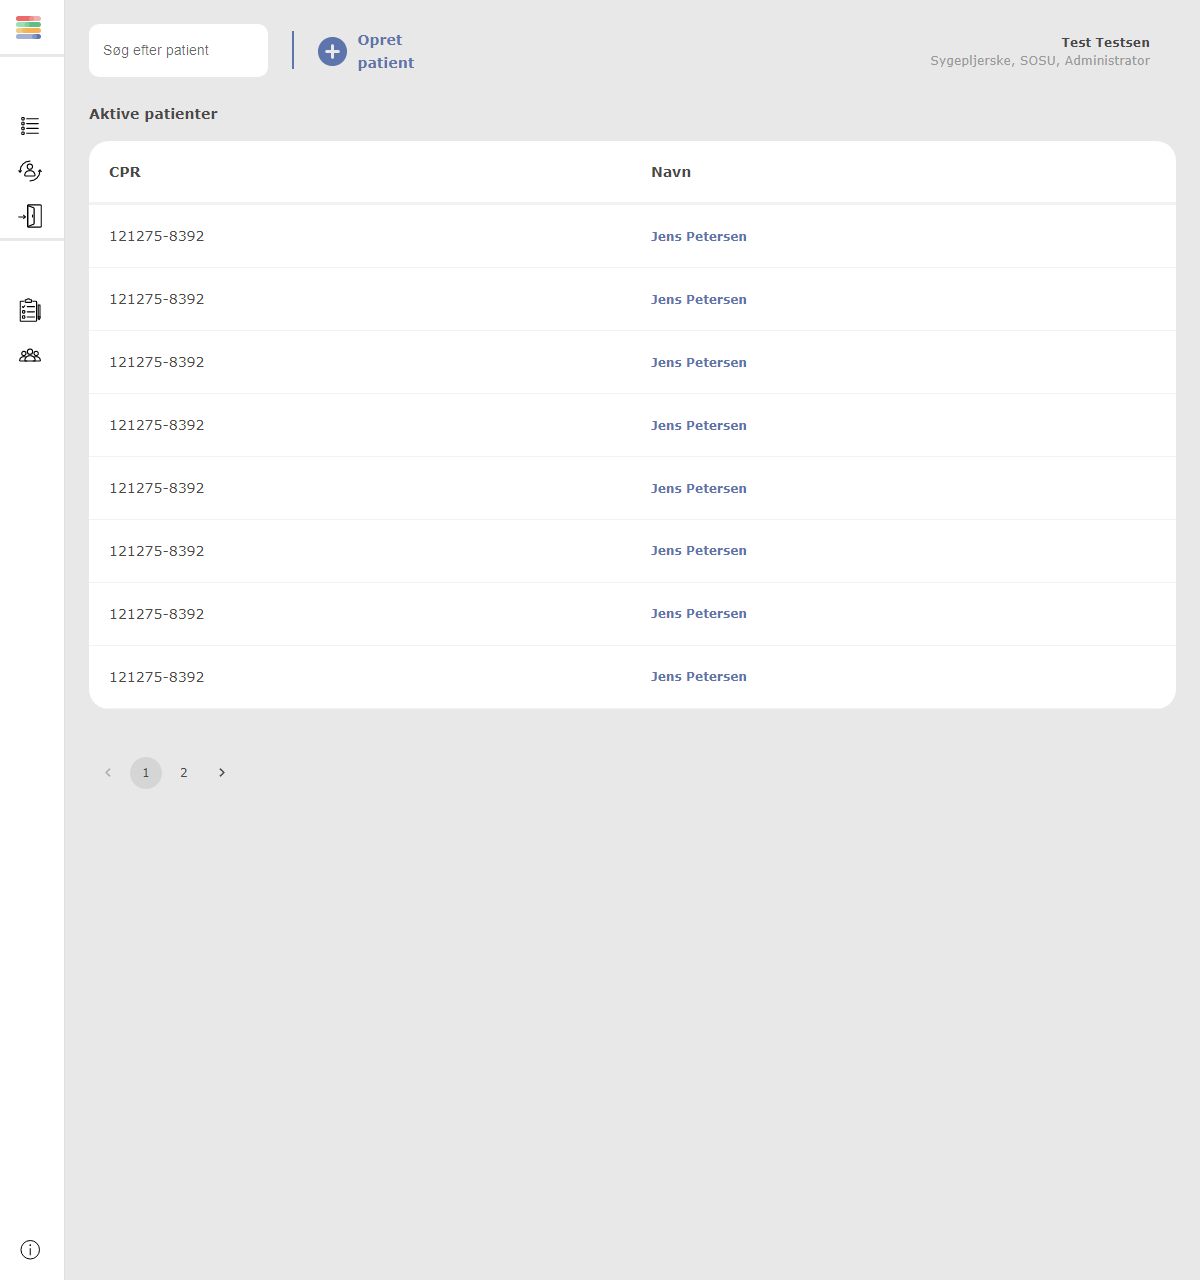 Søg efter patient
Opret
patient
Test Testsen
Sygepljerske, SOSU, Administrator
Aktive patienter
CPR Navn
121275-8392 Jens Petersen
121275-8392 Jens Petersen
121275-8392 Jens Petersen
121275-8392 Jens Petersen
121275-8392 Jens Petersen
121275-8392 Jens Petersen
121275-8392 Jens Petersen
121275-8392 Jens Petersen
1 2